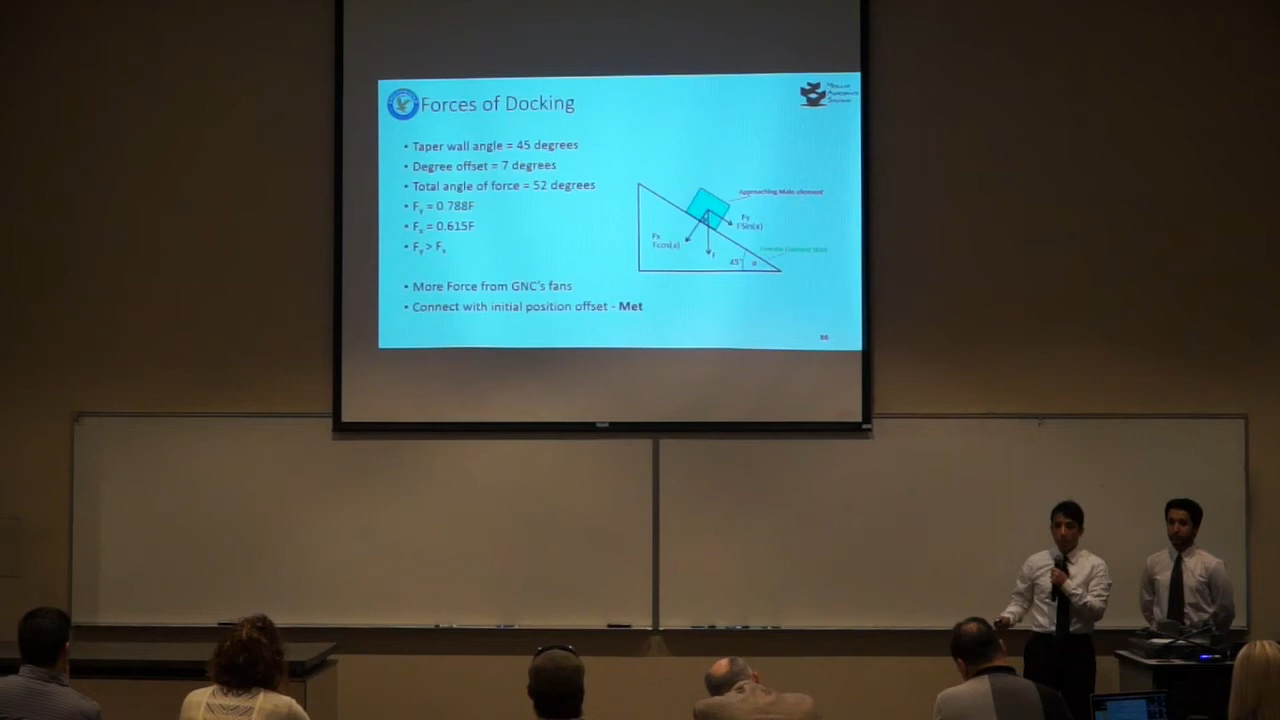 Forces of Docking
• Taper wall angle = 45 degrees
• Degree offset = 7 degrees
• Total angle of force = 52 degrees
• Fy = 0.788F
• Fx = 0.615F
• Fy > Fx
• More Force from GNC's fans
• Connect with initial position offset - Met
Approaching Male element
Fy
FSin(a)
Fx
Fcos(a)
f
45°
a